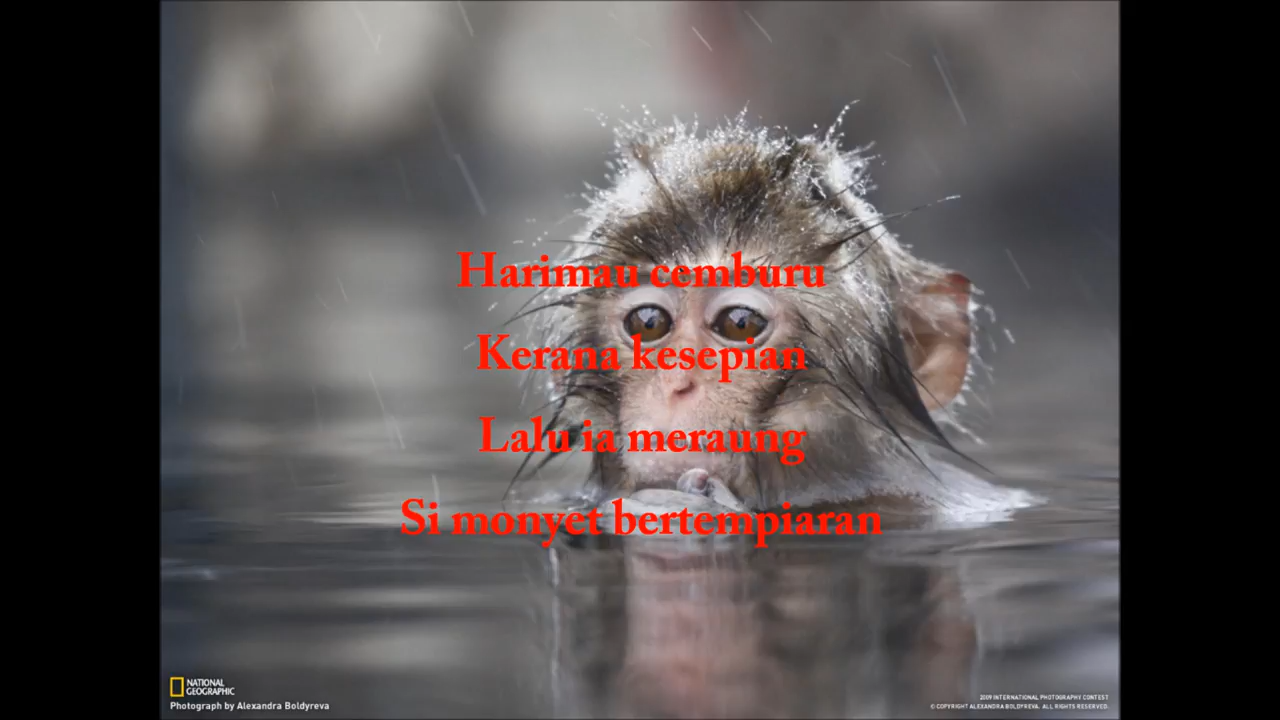 Harimau cemburu
Kerana kesepian
Lalu ia meraung
Si monyet bertempiaran
NATIONAL
GEOGRAPHIC
Photograph by Alexandra Boldyreva
2009 INTERNATIONAL PHOTOGRAPHY CONTEST
© COPYRIGHT ALEXANDRA BOLDYREVA. ALL RIGHTS RESERVED.